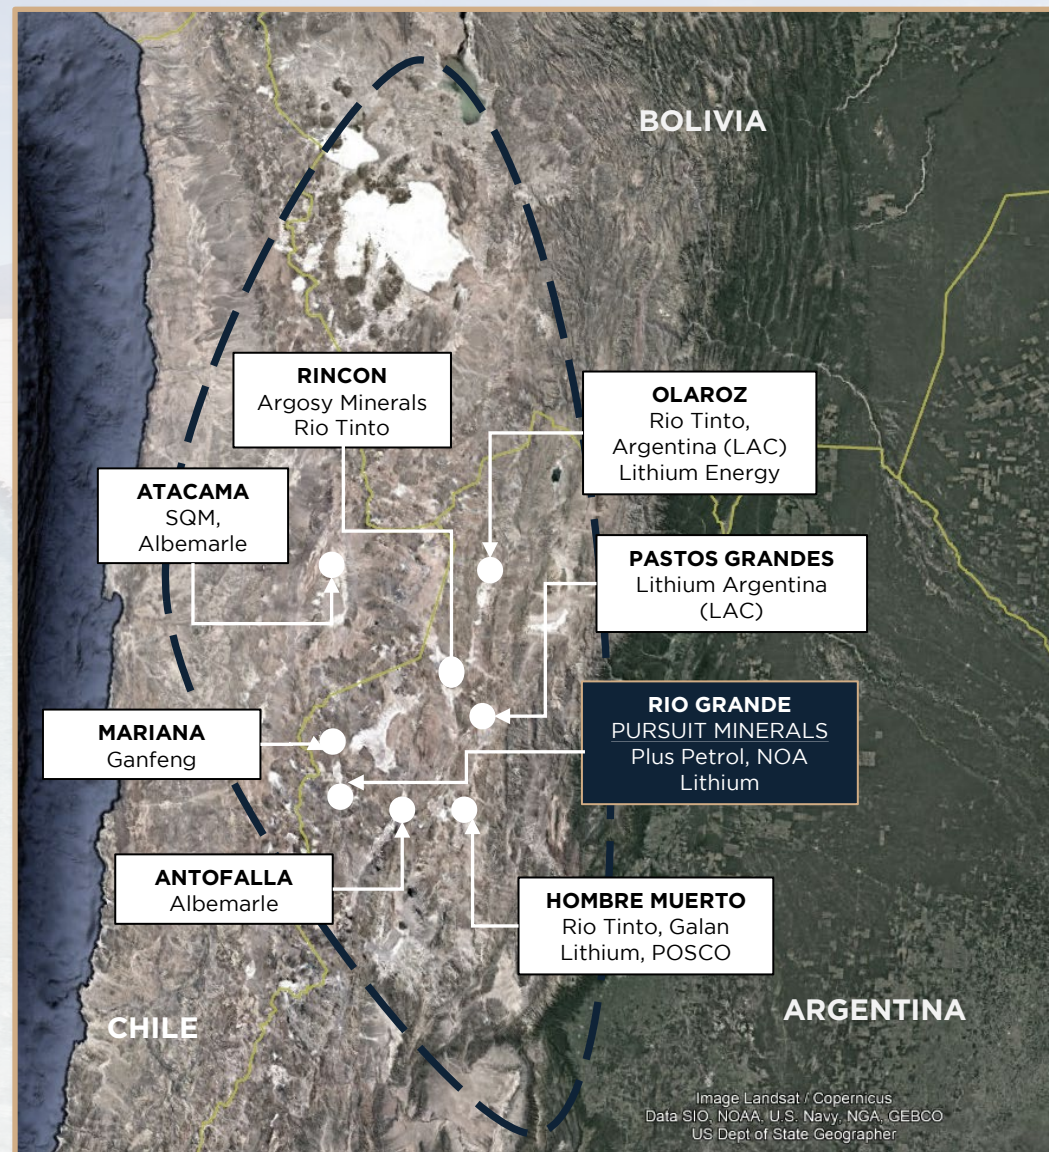 BOLIVIA
RINCON
Argosy Minerals
Rio Tinto
OLAROZ
Rio Tinto,
Argentina (LAC)
Lithium Energy
ATACAMA
SQM,
Albemarle
PASTOS GRANDES
Lithium Argentina
(LAC)
RIO GRANDE
PURSUIT MINERALS
Plus Petrol, NOA
Lithium
MARIANA
Ganfeng
ANTOFALLA
Albemarle
HOMBRE MUERTO
Rio Tinto, Galan
Lithium, POSCO
CHILE
ARGENTINA
Image Landsat / Copernicus
Data SIO, NOAA, U.S. Navy, NGA, GEBCO
US Dept of State Geographer